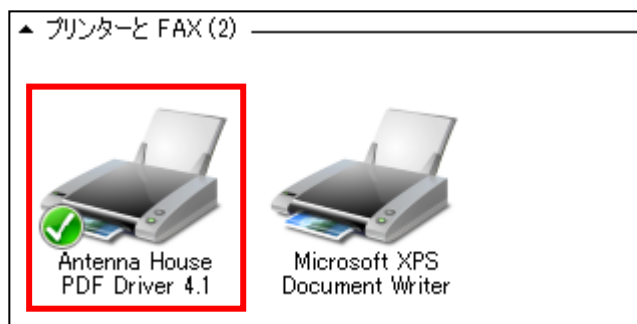 プリンターと FAX (2)
Antenna House
PDF Driver 4.1
Microsoft XPS
Document Writer